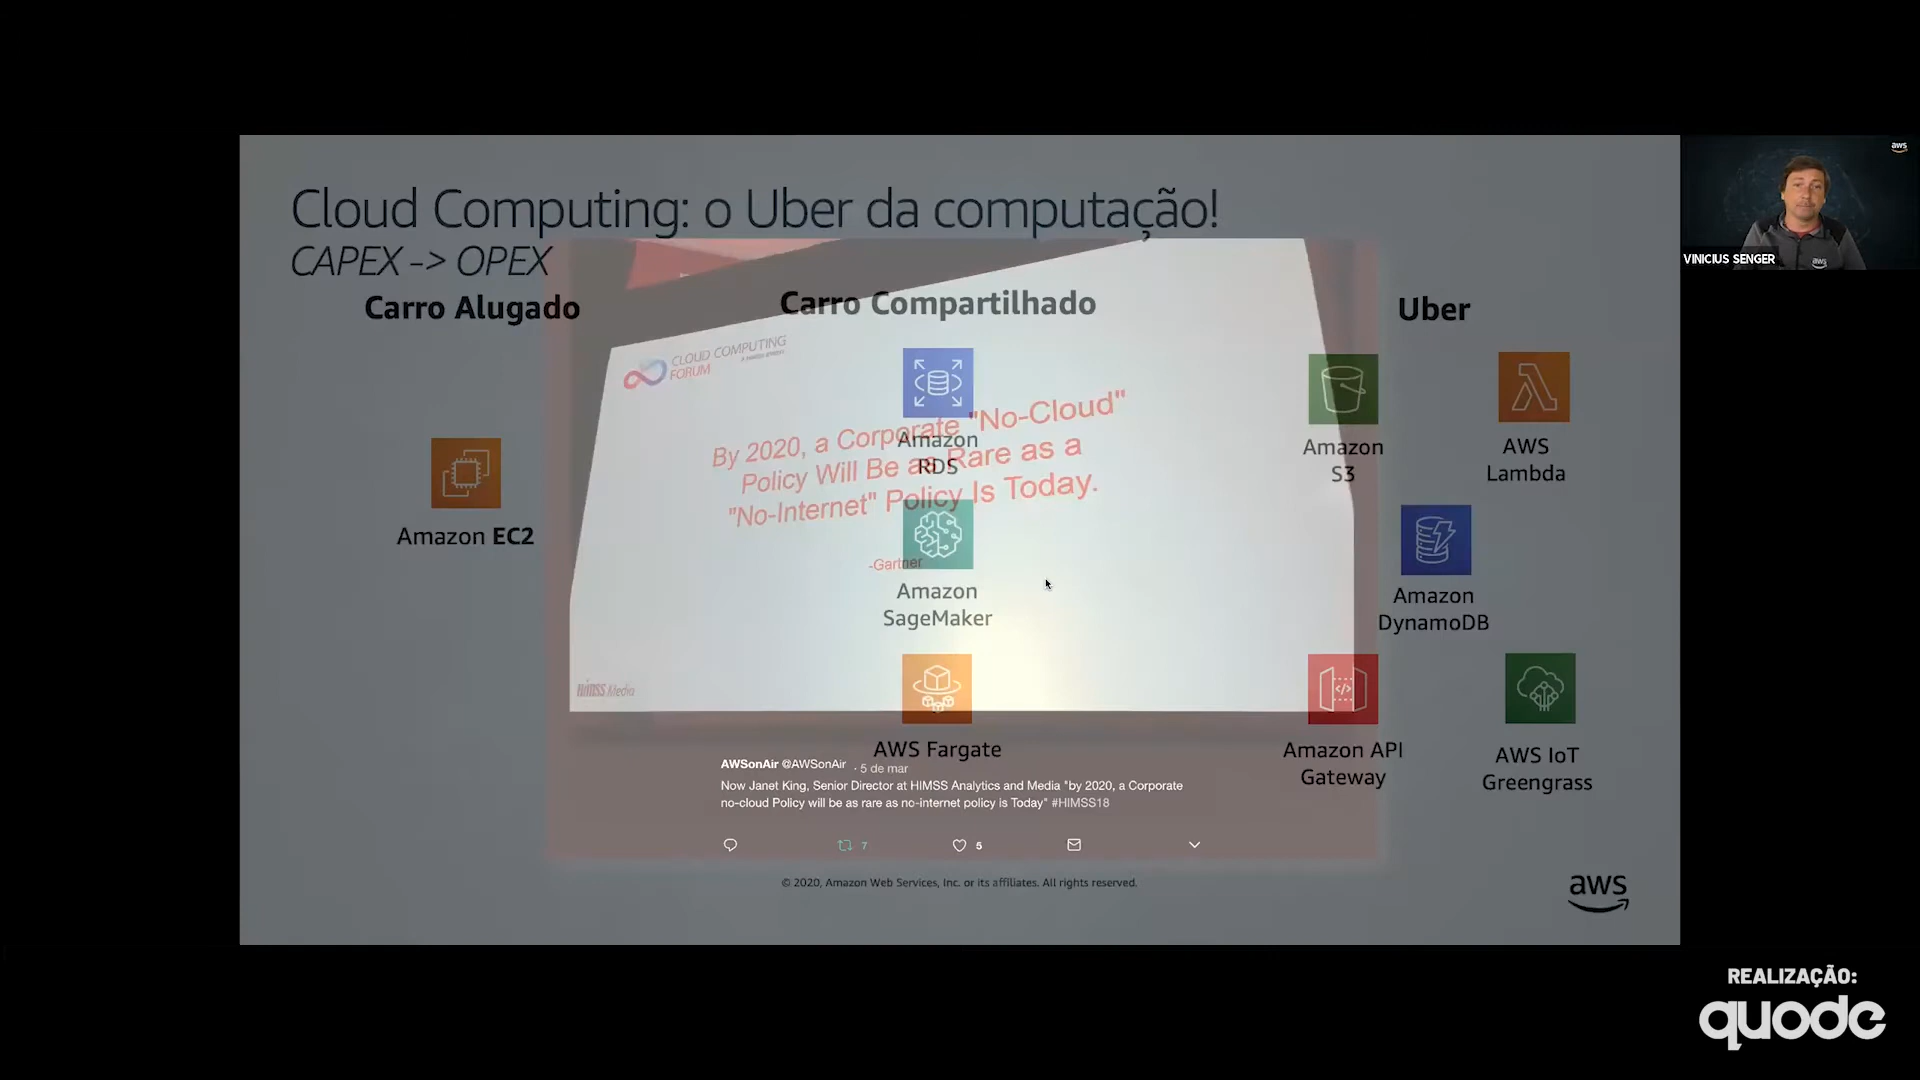 Cloud Computing: o Uber da computação!
CAPEX -> OPEX
Carro Alugado
Carro Compartilhado
Uber
Amazon EC2
Amazon
RDS
Amazon
SageMaker
AWS Fargate
Amazon
S3
AWS
Lambda
Amazon
DynamoDB
Amazon API
Gateway
AWS IoT
Greengrass
CLOUD COMPUTING
FORUM
By 2020, a Corporate "No-Cloud"
Policy Will Be as Rare as a
"No-Internet" Policy Is Today.
-Gartner
HIMSS Media
AWSonAir @AWSonAir · 5 de mar
Now Janet King, Senior Director at HIMSS Analytics and Media "by 2020, a Corporate
no-cloud Policy will be as rare as no-internet policy is Today" #HIMSS18
7
5
© 2020, Amazon Web Services, Inc. or its affiliates. All rights reserved.
aws
aws
VINICIUS SENGER
aws
REALIZAÇÃO:
quode